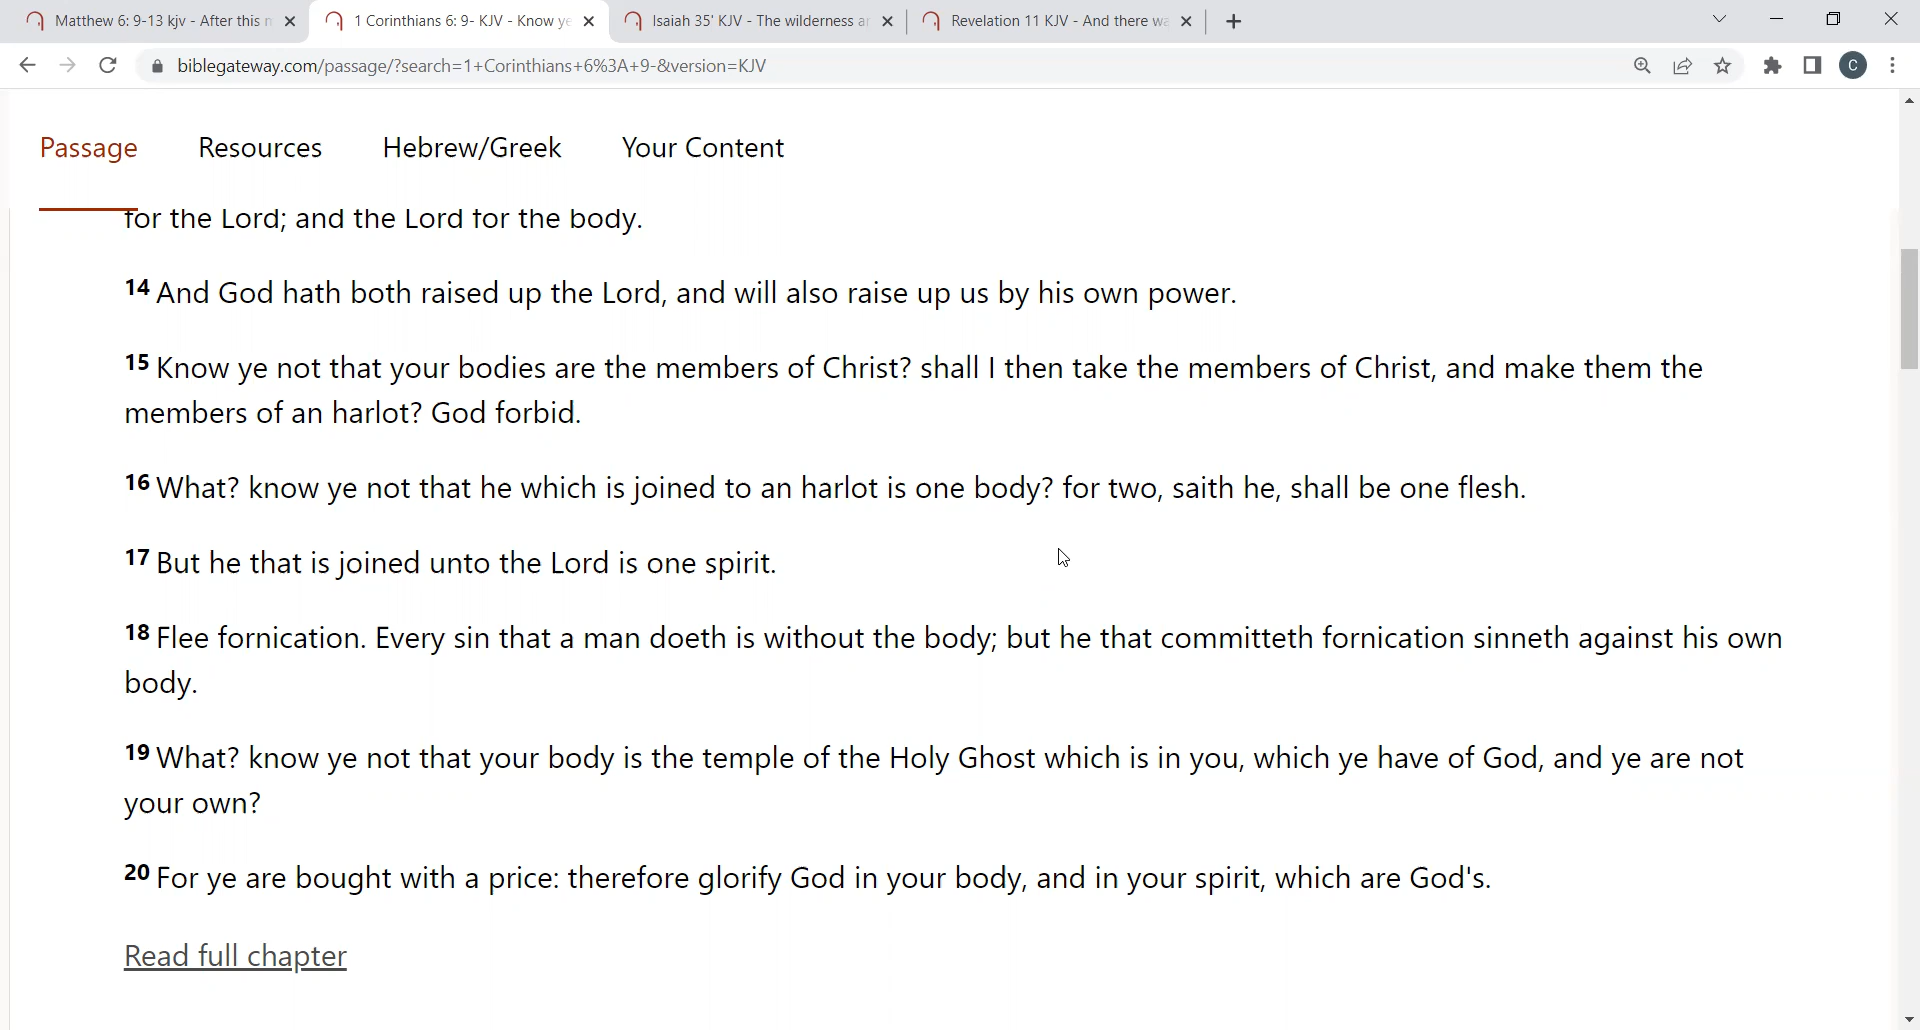 Matthew 6: 9-13 kjv - After this
1 Corinthians 6: 9- KJV - Know ye
Isaiah 35' KJV - The wilderness a
Revelation 11 KJV - And there wa
biblegateway.com/passage/?search=1+Corinthians+6%3A+9-&version=KJV
C
Passage Resources Hebrew/Greek Your Content
for the Lord; and the Lord for the body.
14 And God hath both raised up the Lord, and will also raise up us by his own power.
15 Know ye not that your bodies are the members of Christ? shall I then take the members of Christ, and make them the
members of an harlot? God forbid.
16 What? know ye not that he which is joined to an harlot is one body? for two, saith he, shall be one flesh.
17 But he that is joined unto the Lord is one spirit.
18 Flee fornication. Every sin that a man doeth is without the body; but he that committeth fornication sinneth against his own
body.
19 What? know ye not that your body is the temple of the Holy Ghost which is in you, which ye have of God, and ye are not
your own?
20 For ye are bought with a price: therefore glorify God in your body, and in your spirit, which are God's.
Read full chapter